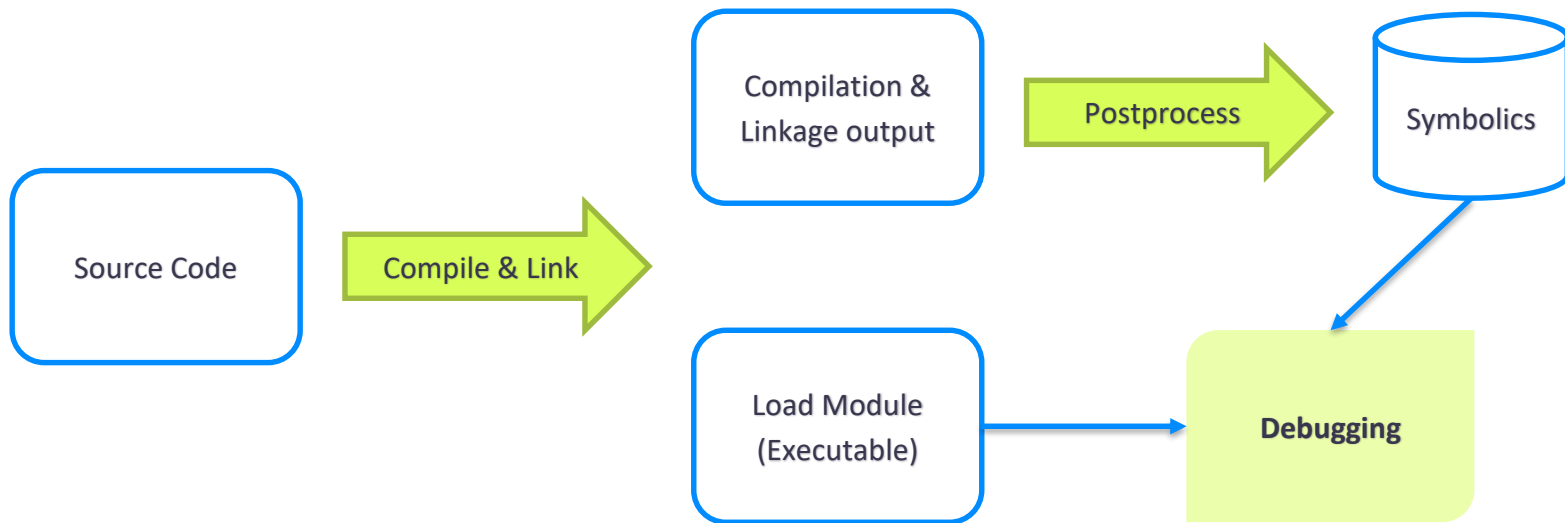 Source Code
Compile & Link
Compilation &
Linkage output
Postprocess
Symbolics
Load Module
(Executable)
Debugging